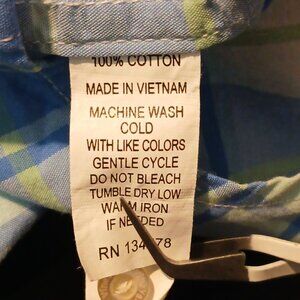 100% COTTON
MADE IN VIETNAM
MACHINE WASH
COLD
WITH LIKE COLORS
GENTLE CYCLE
DO NOT BLEACH
TUMBLE DRY LOW
WARM IRON
IF NEEDED
RN